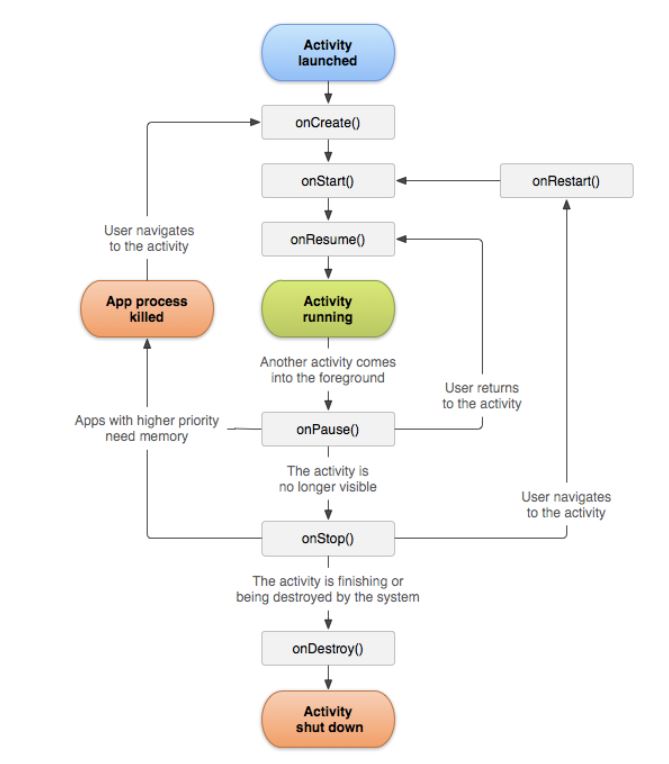 Activity
launched
onCreate()
onStart()
onRestart()
onResume()
User navigates
to the activity
App process
killed
Activity
running
Another activity comes
into the foreground
User returns
to the activity
Apps with higher priority
need memory
onPause()
The activity is
no longer visible
User navigates
to the activity
onStop()
The activity is finishing or
being destroyed by the system
onDestroy()
Activity
shut down